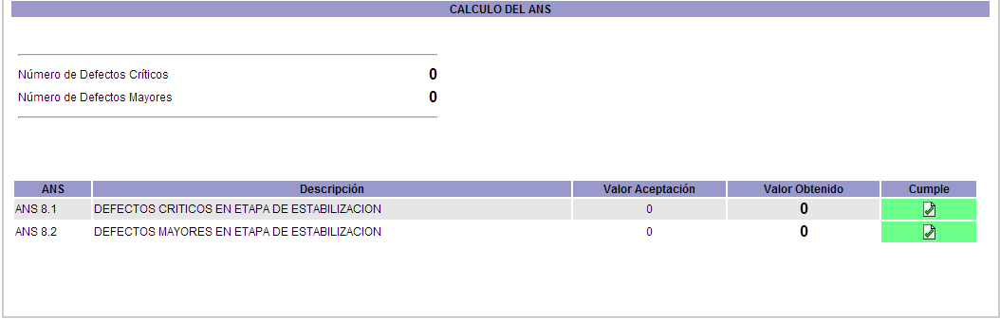 CALCULO DEL ANS
Número de Defectos Críticos 0
Número de Defectos Mayores 0
ANS Descripción Valor Aceptación Valor Obtenido Cumple
ANS 8.1 DEFECTOS CRITICOS EN ETAPA DE ESTABILIZACION 0 0
ANS 8.2 DEFECTOS MAYORES EN ETAPA DE ESTABILIZACION 0 0